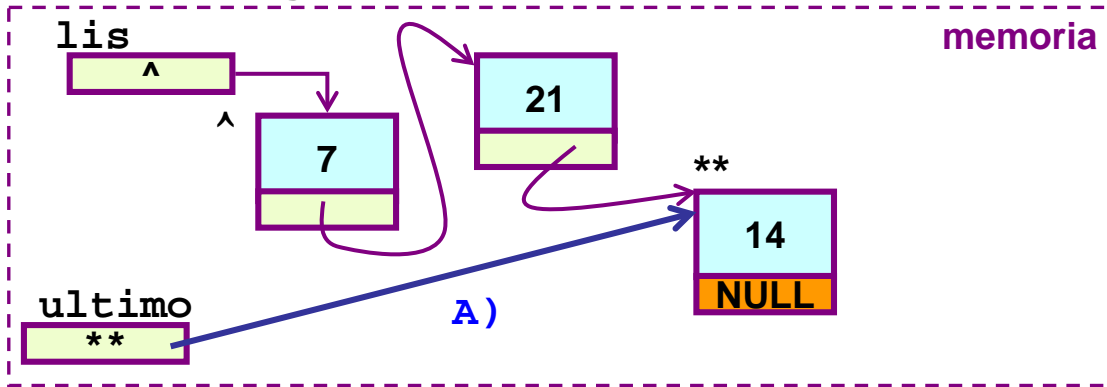 lis
memoria
^
^
7
21
**
14
NULL
ultimo
**
A)